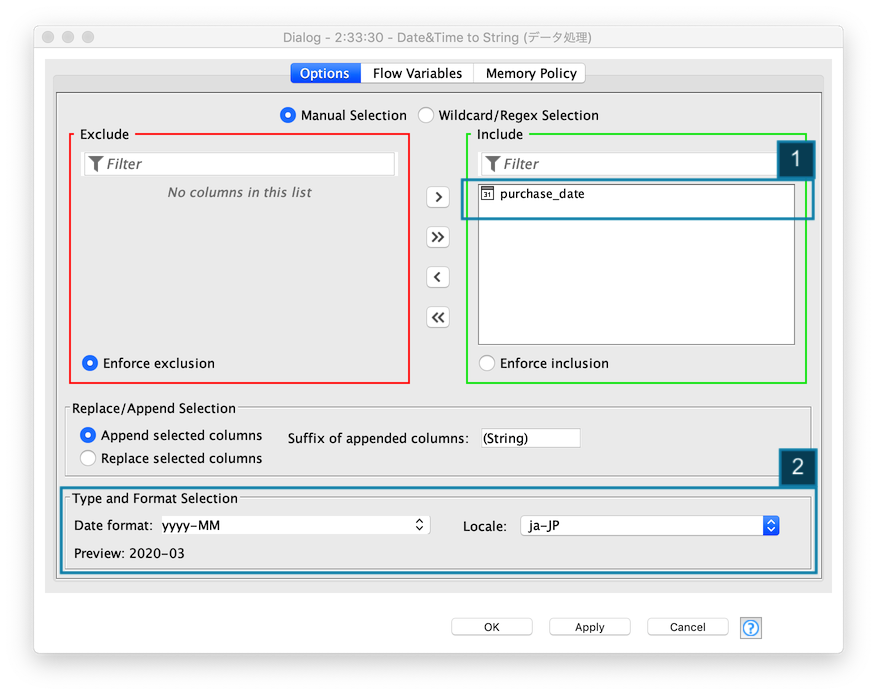 Dialog - 2:33:30 - Date&Time to String (データ処理)
Options Flow Variables Memory Policy
Manual Selection Wildcard/Regex Selection
Exclude Include
Filter Filter
1
No columns in this list
31 purchase_date
Enforce exclusion Enforce inclusion
Replace/Append Selection
Append selected columns Suffix of appended columns: (String)
Replace selected columns
2
Type and Format Selection
Date format: yyyy-MM Locale: ja-JP
Preview: 2020-03
OK Apply Cancel ?